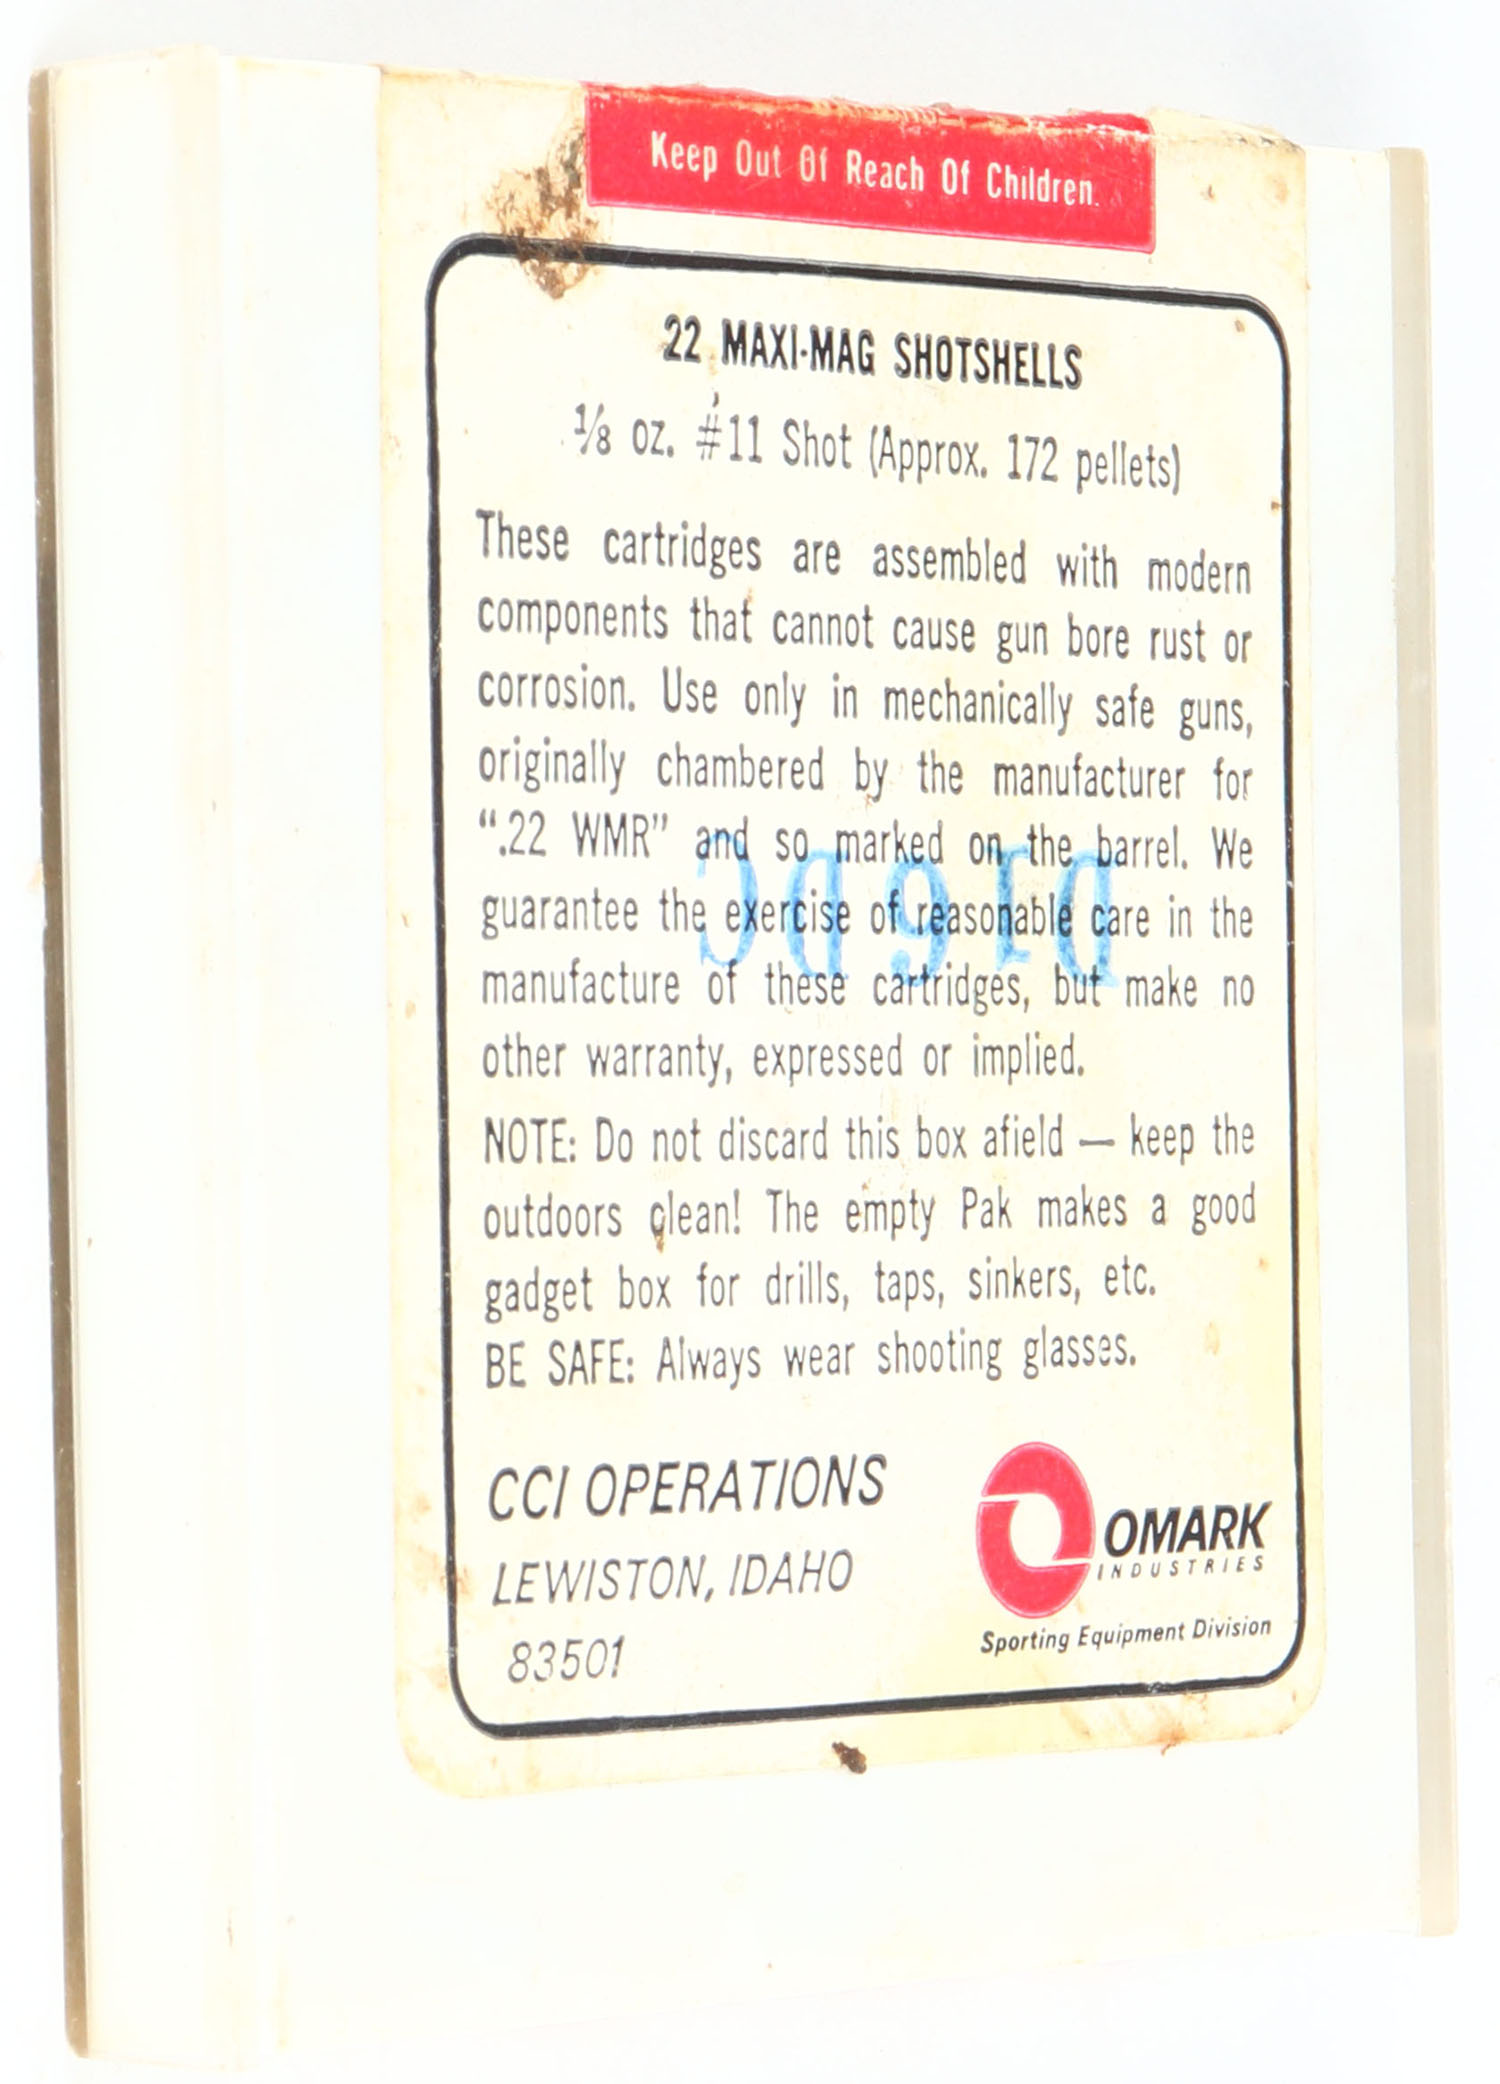 Keep Out Of Reach Of Children.
22 MAXI-MAG SHOTSHELLS
⅛ oz. #11 Shot (Approx. 172 pellets)
These cartridges are assembled with modern
components that cannot cause gun bore rust or
corrosion. Use only in mechanically safe guns,
originally chambered by the manufacturer for
“.22 WMR” and so marked on the barrel. We
guarantee the exercise of reasonable care in the
manufacture of these cartridges, but make no
other warranty, expressed or implied.
NOTE: Do not discard this box afield — keep the
outdoors clean! The empty Pak makes a good
gadget box for drills, taps, sinkers, etc.
BE SAFE: Always wear shooting glasses.
CCI OPERATIONS
LEWISTON, IDAHO
83501
OMARK
INDUSTRIES
Sporting Equipment Division